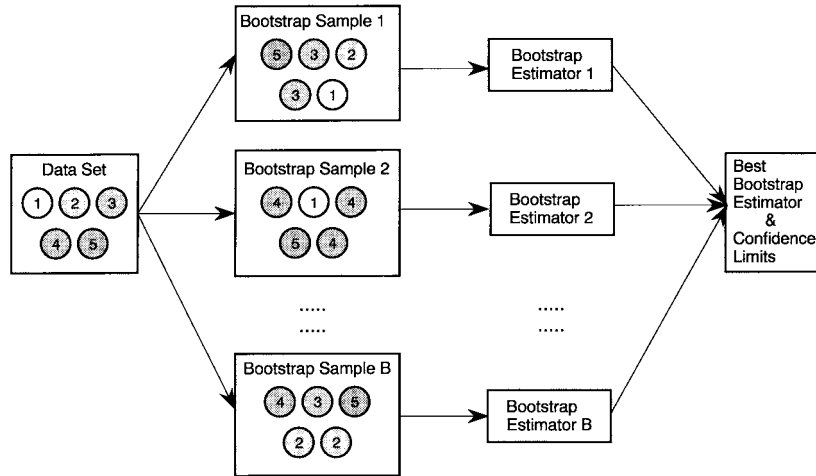 Data Set
1 2 3
4 5
Bootstrap Sample 1
5 3 2
3 1
Bootstrap Sample 2
4 1 4
5 4
.....
.....
Bootstrap Sample B
4 3 5
2 2
Bootstrap
Estimator 1
Bootstrap
Estimator 2
.....
.....
Bootstrap
Estimator B
Best
Bootstrap
Estimator
&
Confidence
Limits